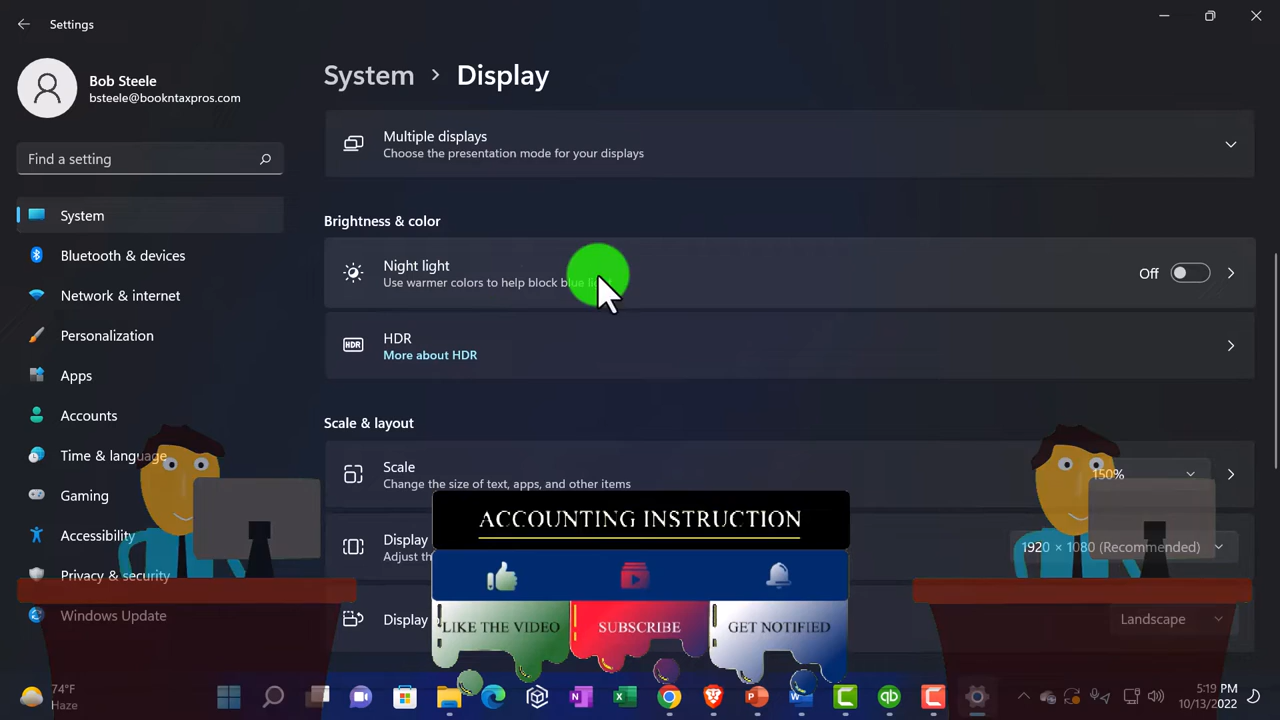 Settings
Bob Steele
bsteele@bookntaxpros.com
Find a setting
System
Bluetooth & devices
Network & internet
Personalization
Apps
Accounts
Time & language
Gaming
Accessibility
Privacy & security
Windows Update
System > Display
Multiple displays
Choose the presentation mode for your displays
Brightness & color
Night light
Use warmer colors to help block blue
Off
HDR
HDR
More about HDR
Scale & layout
Scale
Change the size of text, apps, and other items
150%
Display
Adjust
1920 × 1080 (Recommended)
Display
Landscape
ACCOUNTING INSTRUCTION
LIKE THE VIDEO
SUBSCRIBE
GET NOTIFIED
74°F
Haze
5:19 PM
10/13/2022